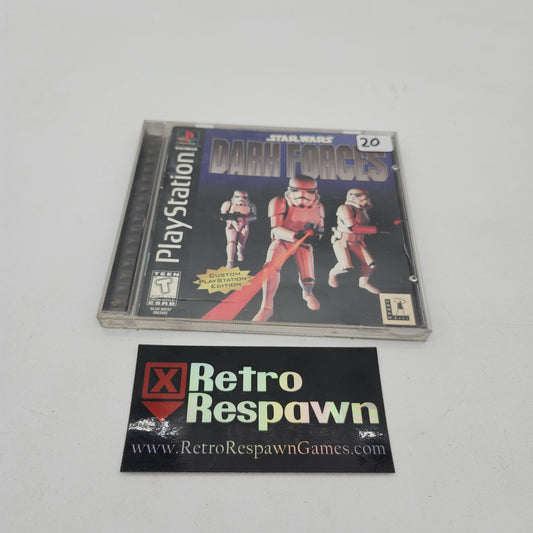 20
STAR WARS
DARK FORCES
PlayStation
CUSTOM
PLAYSTATION
EDITION
TEEN
T
ESRB
Retro
Respawn
www.RetroRespawnGames.com